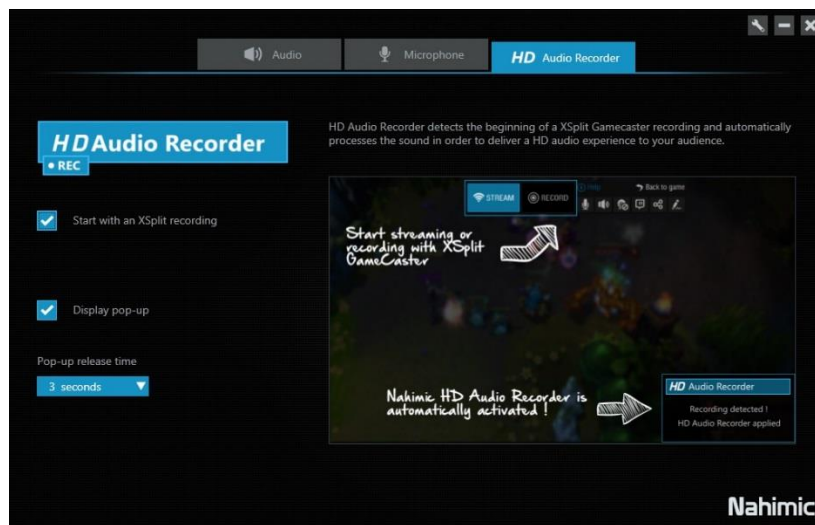 Audio
Microphone
HD Audio Recorder
HD Audio Recorder
REC
HD Audio Recorder detects the beginning of a XSplit Gamecaster recording and automatically
processes the sound in order to deliver a HD audio experience to your audience.
Start with an XSplit recording
Display pop-up
Pop-up release time
3 seconds
STREAM
RECORD
Help
Back to game
Start streaming or
recording with XSplit
GameCaster
Nahimic HD Audio Recorder is
automatically activated !
HD Audio Recorder
Recording detected !
HD Audio Recorder applied
Nahimic